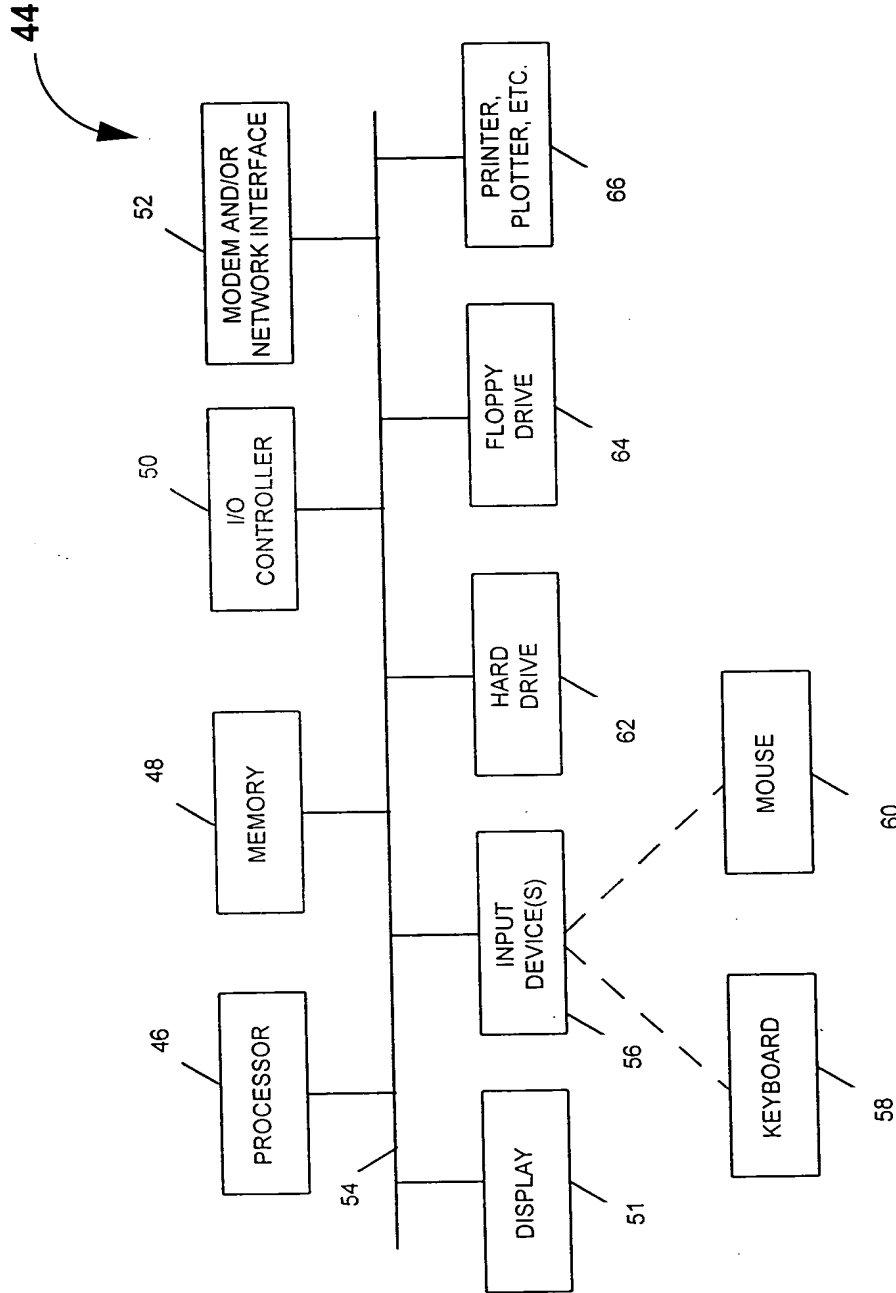 44
46
PROCESSOR
48
MEMORY
50
I/O
CONTROLLER
52
MODEM AND/OR
NETWORK INTERFACE
54
DISPLAY
51
INPUT
DEVICE(S)
56
HARD
DRIVE
62
FLOPPY
DRIVE
64
PRINTER,
PLOTTER, ETC.
66
KEYBOARD
58
MOUSE
60